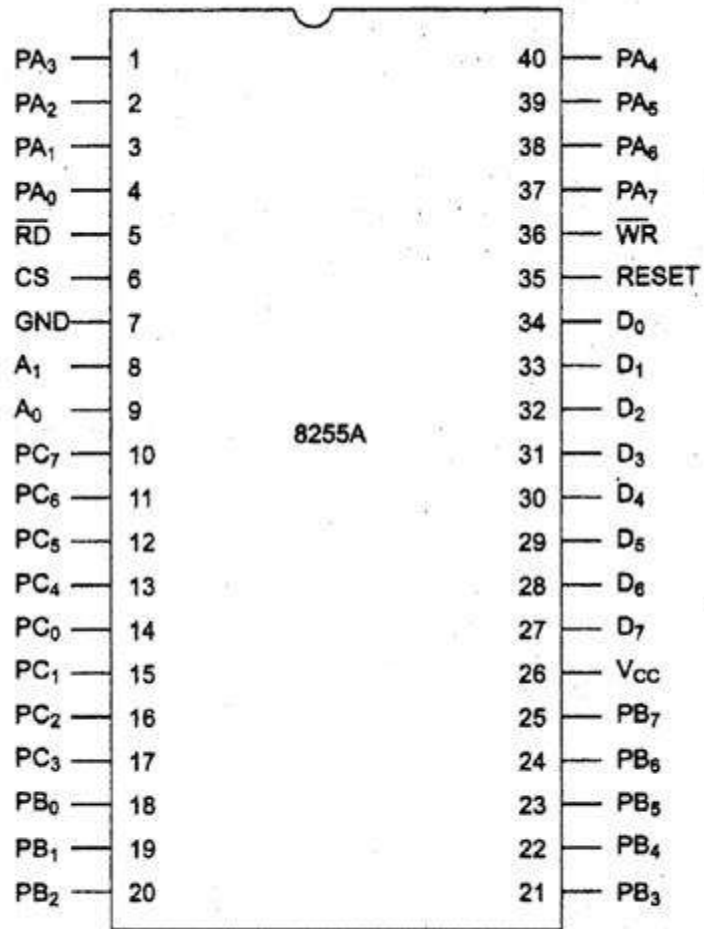 PA₃ 1 40 PA₄
PA₂ 2 39 PA₅
PA₁ 3 38 PA₆
PA₀ 4 37 PA₇
R̅D̅ 5 36 W̅R̅
CS 6 35 RESET
GND 7 34 D₀
A₁ 8 33 D₁
A₀ 9 32 D₂
8255A
PC₇ 10 31 D₃
PC₆ 11 30 D₄
PC₅ 12 29 D₅
PC₄ 13 28 D₆
PC₀ 14 27 D₇
PC₁ 15 26 V_CC
PC₂ 16 25 PB₇
PC₃ 17 24 PB₆
PB₀ 18 23 PB₅
PB₁ 19 22 PB₄
PB₂ 20 21 PB₃